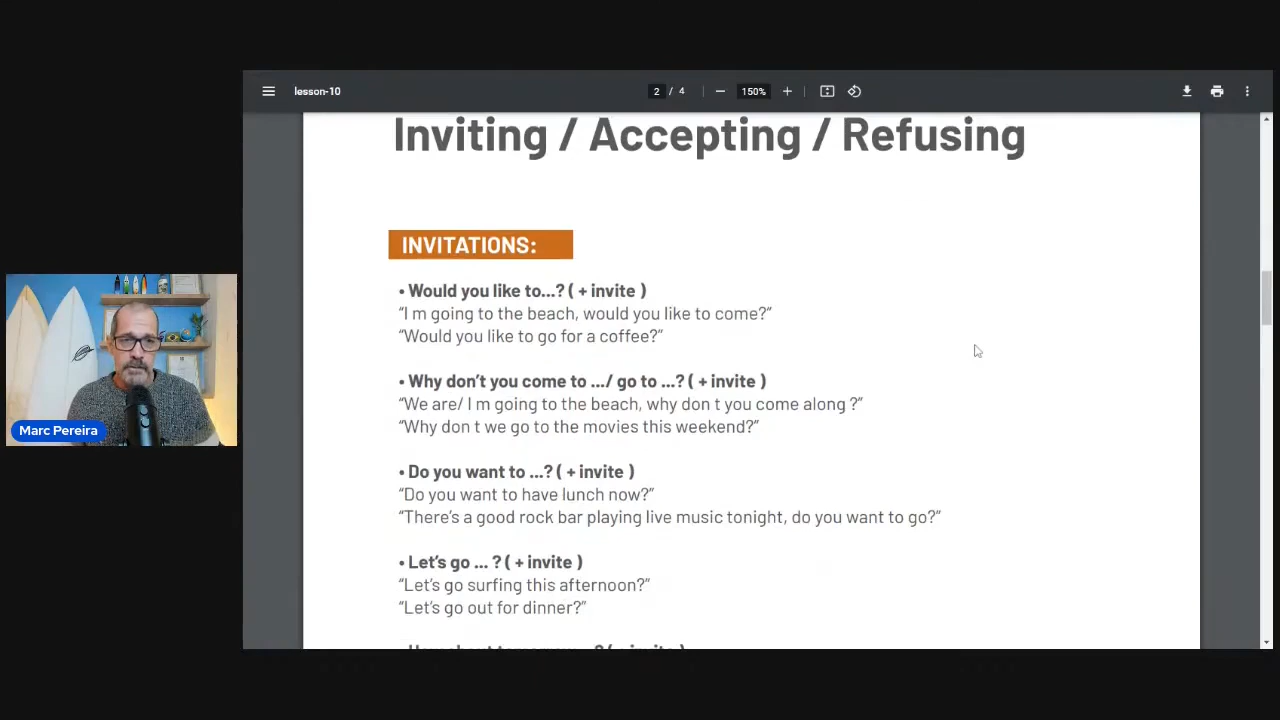 lesson-10
2 / 4
150%
Inviting / Accepting / Refusing
INVITATIONS:
• Would you like to...? ( + invite )
“I m going to the beach, would you like to come?”
“Would you like to go for a coffee?”
• Why don’t you come to .../ go to ...? ( + invite )
“We are/ I m going to the beach, why don t you come along ?”
“Why don t we go to the movies this weekend?”
• Do you want to ...? ( + invite )
“Do you want to have lunch now?”
“There’s a good rock bar playing live music tonight, do you want to go?”
• Let’s go ... ? ( + invite )
“Let’s go surfing this afternoon?”
“Let’s go out for dinner?”
Marc Pereira